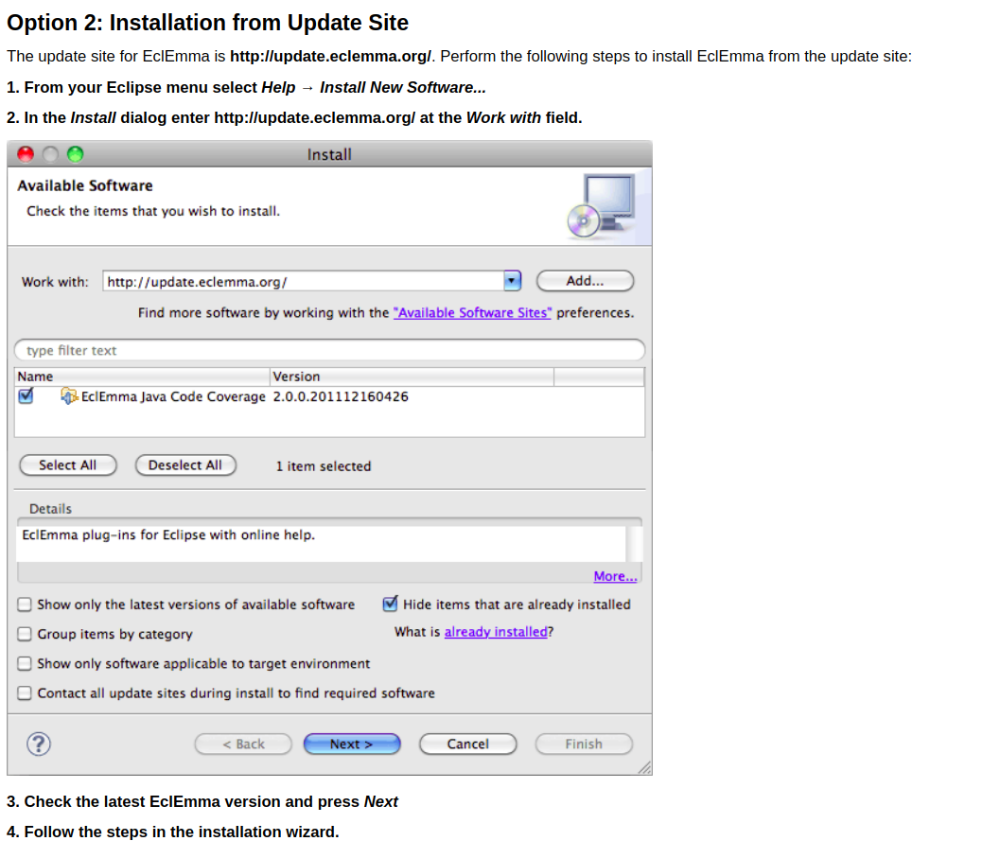 Option 2: Installation from Update Site
The update site for EclEmma is http://update.eclemma.org/. Perform the following steps to install EclEmma from the update site:
1. From your Eclipse menu select Help → Install New Software...
2. In the Install dialog enter http://update.eclemma.org/ at the Work with field.
Install
Available Software
Check the items that you wish to install.
Work with: http://update.eclemma.org/ Add...
Find more software by working with the "Available Software Sites" preferences.
type filter text
Name Version
EclEmma Java Code Coverage 2.0.0.201112160426
Select All Deselect All 1 item selected
Details
EclEmma plug-ins for Eclipse with online help.
More...
Show only the latest versions of available software Hide items that are already installed
Group items by category What is already installed?
Show only software applicable to target environment
Contact all update sites during install to find required software
? < Back Next > Cancel Finish
3. Check the latest EclEmma version and press Next
4. Follow the steps in the installation wizard.